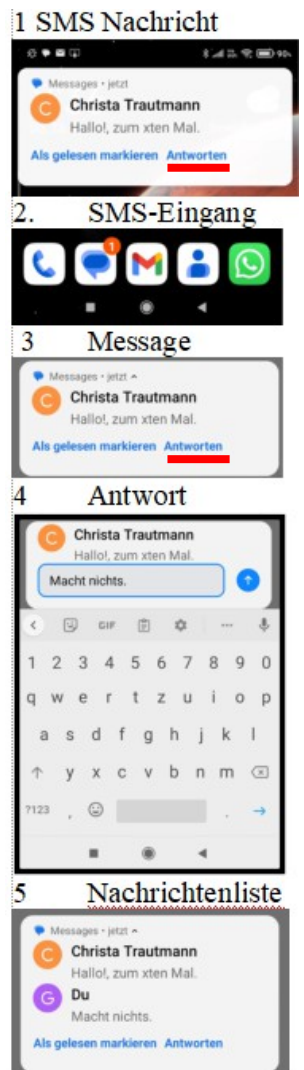 1 SMS Nachricht
90%
Messages • jetzt
C Christa Trautmann
Hallo!, zum xten Mal.
Als gelesen markieren Antworten
2. SMS-Eingang
1
3 Message
Messages • jetzt
C Christa Trautmann
Hallo!, zum xten Mal.
Als gelesen markieren Antworten
4 Antwort
C Christa Trautmann
Hallo!, zum xten Mal.
Macht nichts.
GIF
1 2 3 4 5 6 7 8 9 0
q w e r t z u i o p
a s d f g h j k l
y x c v b n m
?123 , .
5 Nachrichtenliste
Messages • jetzt
C Christa Trautmann
Hallo!, zum xten Mal.
G Du
Macht nichts.
Als gelesen markieren Antworten